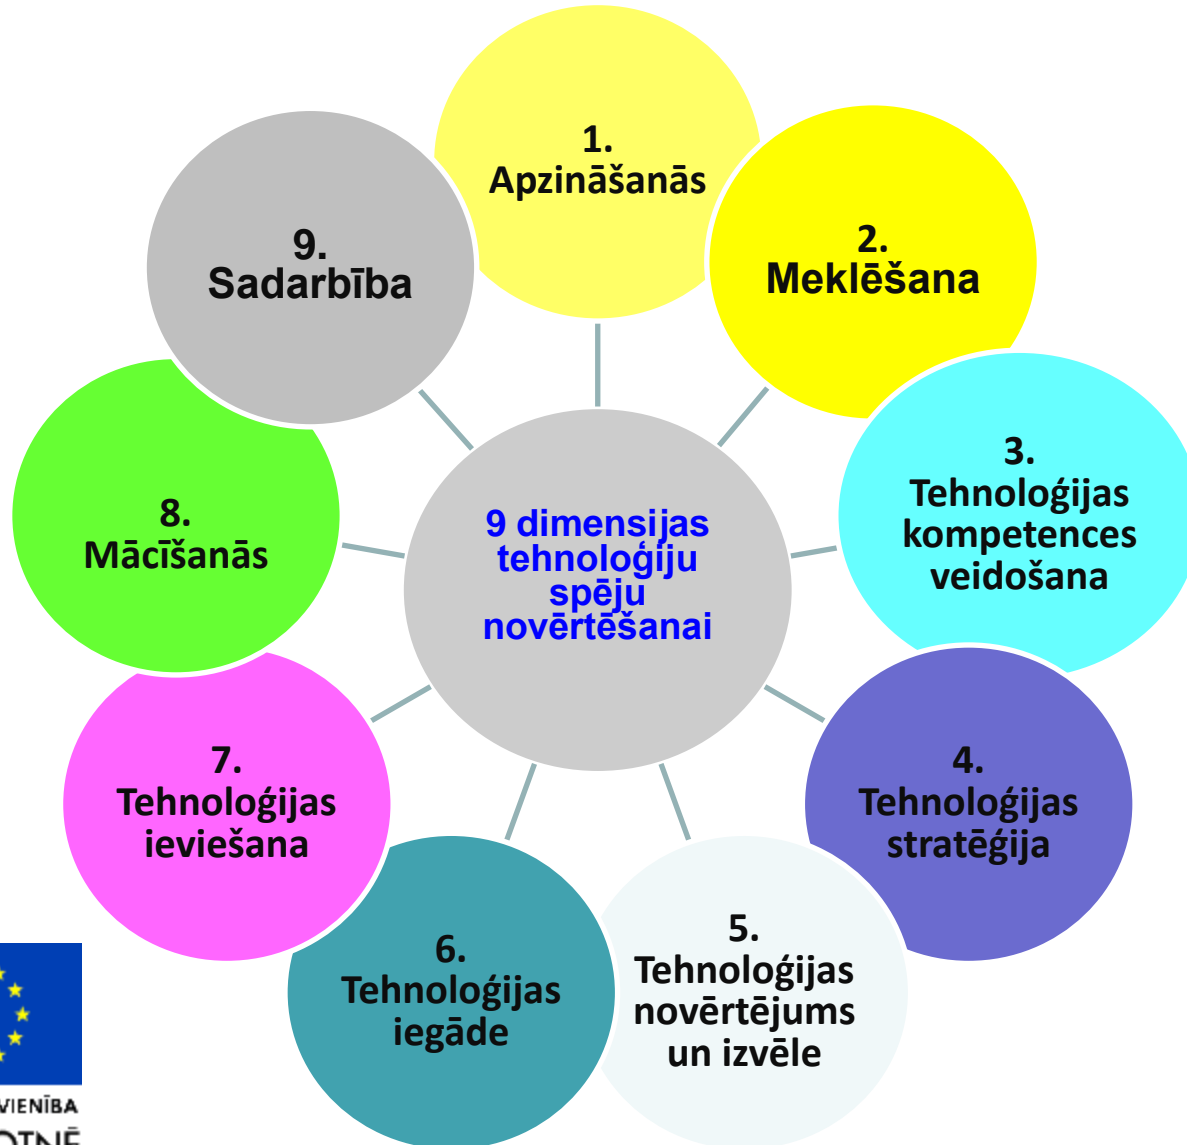 1.
Apzināšanās
2.
Meklēšana
3.
Tehnoloģijas
kompetences
veidošana
4.
Tehnoloģijas
stratēģija
5.
Tehnoloģijas
novērtējums
un izvēle
6.
Tehnoloģijas
iegāde
7.
Tehnoloģijas
ieviešana
8.
Mācīšanās
9.
Sadarbība
9 dimensijas
tehnoloģiju
spēju
novērtēšanai
VIENĪBA
OTNĒ